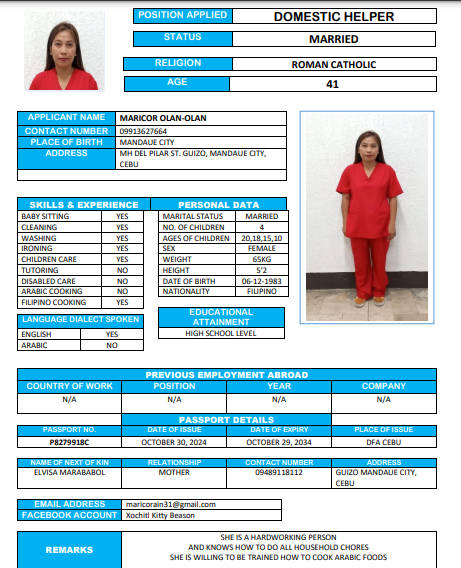 POSITION APPLIED DOMESTIC HELPER
STATUS MARRIED
RELIGION ROMAN CATHOLIC
AGE 41
APPLICANT NAME MARICOR OLAN-OLAN
CONTACT NUMBER 09913627664
PLACE OF BIRTH MANDAUE CITY
ADDRESS MH DEL PILAR ST. GUIZO, MANDAUE CITY,
CEBU
SKILLS & EXPERIENCE
BABY SITTING YES
CLEANING YES
WASHING YES
IRONING YES
CHILDREN CARE YES
TUTORING NO
DISABLED CARE NO
ARABIC COOKING NO
FILIPINO COOKING YES
LANGUAGE DIALECT SPOKEN
ENGLISH YES
ARABIC NO
PERSONAL DATA
MARITAL STATUS MARRIED
NO. OF CHILDREN 4
AGES OF CHILDREN 20,18,15,10
SEX FEMALE
WEIGHT 65KG
HEIGHT 5'2
DATE OF BIRTH 06-12-1983
NATIONALITY FILIPINO
EDUCATIONAL
ATTAINMENT
HIGH SCHOOL LEVEL
PREVIOUS EMPLOYMENT ABROAD
COUNTRY OF WORK POSITION YEAR COMPANY
N/A N/A N/A N/A
PASSPORT DETAILS
PASSPORT NO. DATE OF ISSUE DATE OF EXPIRY PLACE OF ISSUE
P8279918C OCTOBER 30, 2024 OCTOBER 29, 2034 DFA CEBU
NAME OF NEXT OF KIN RELATIONSHIP CONTACT NUMBER ADDRESS
ELVISA MARABABOL MOTHER 09489118112 GUIZO MANDAUE CITY,
CEBU
EMAIL ADDRESS maricorain31@gmail.com
FACEBOOK ACCOUNT Xochitl Kitty Beason
REMARKS
SHE IS A HARDWORKING PERSON
AND KNOWS HOW TO DO ALL HOUSEHOLD CHORES
SHE IS WILLING TO BE TRAINED HOW TO COOK ARABIC FOODS